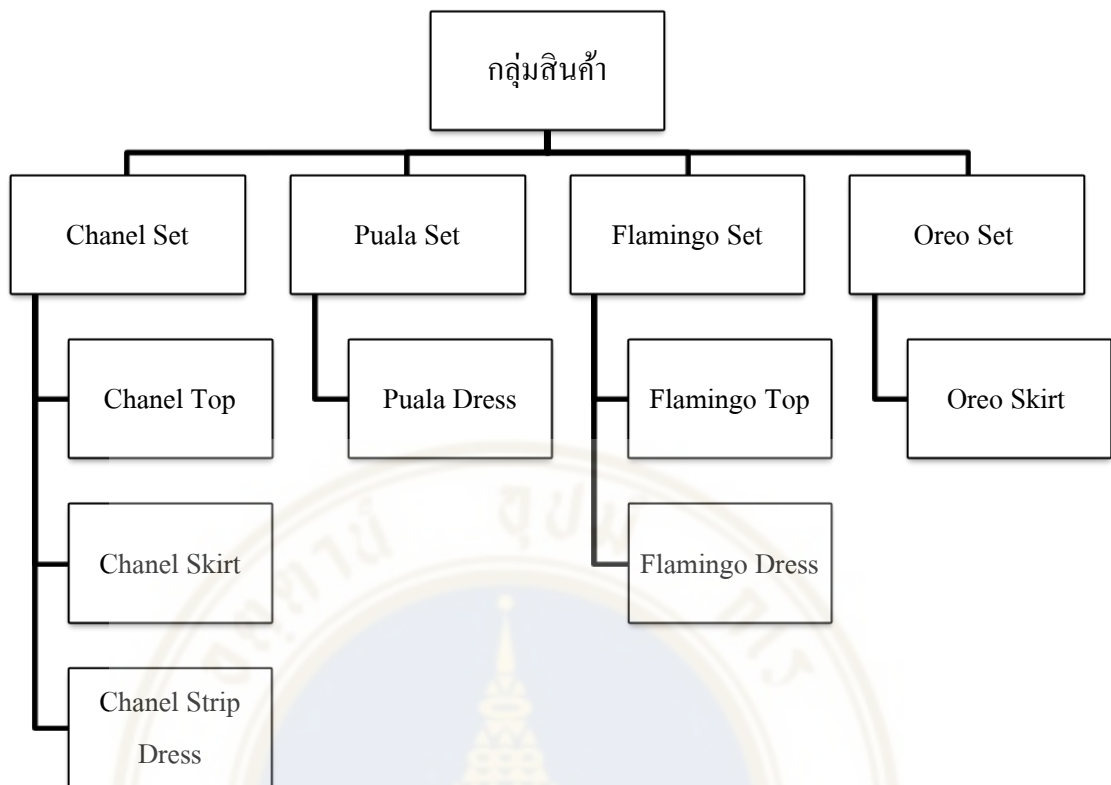 กลุ่มสินค้า
Chanel Set
Puala Set
Flamingo Set
Oreo Set
Chanel Top
Puala Dress
Flamingo Top
Oreo Skirt
Chanel Skirt
Flamingo Dress
Chanel Strip
Dress